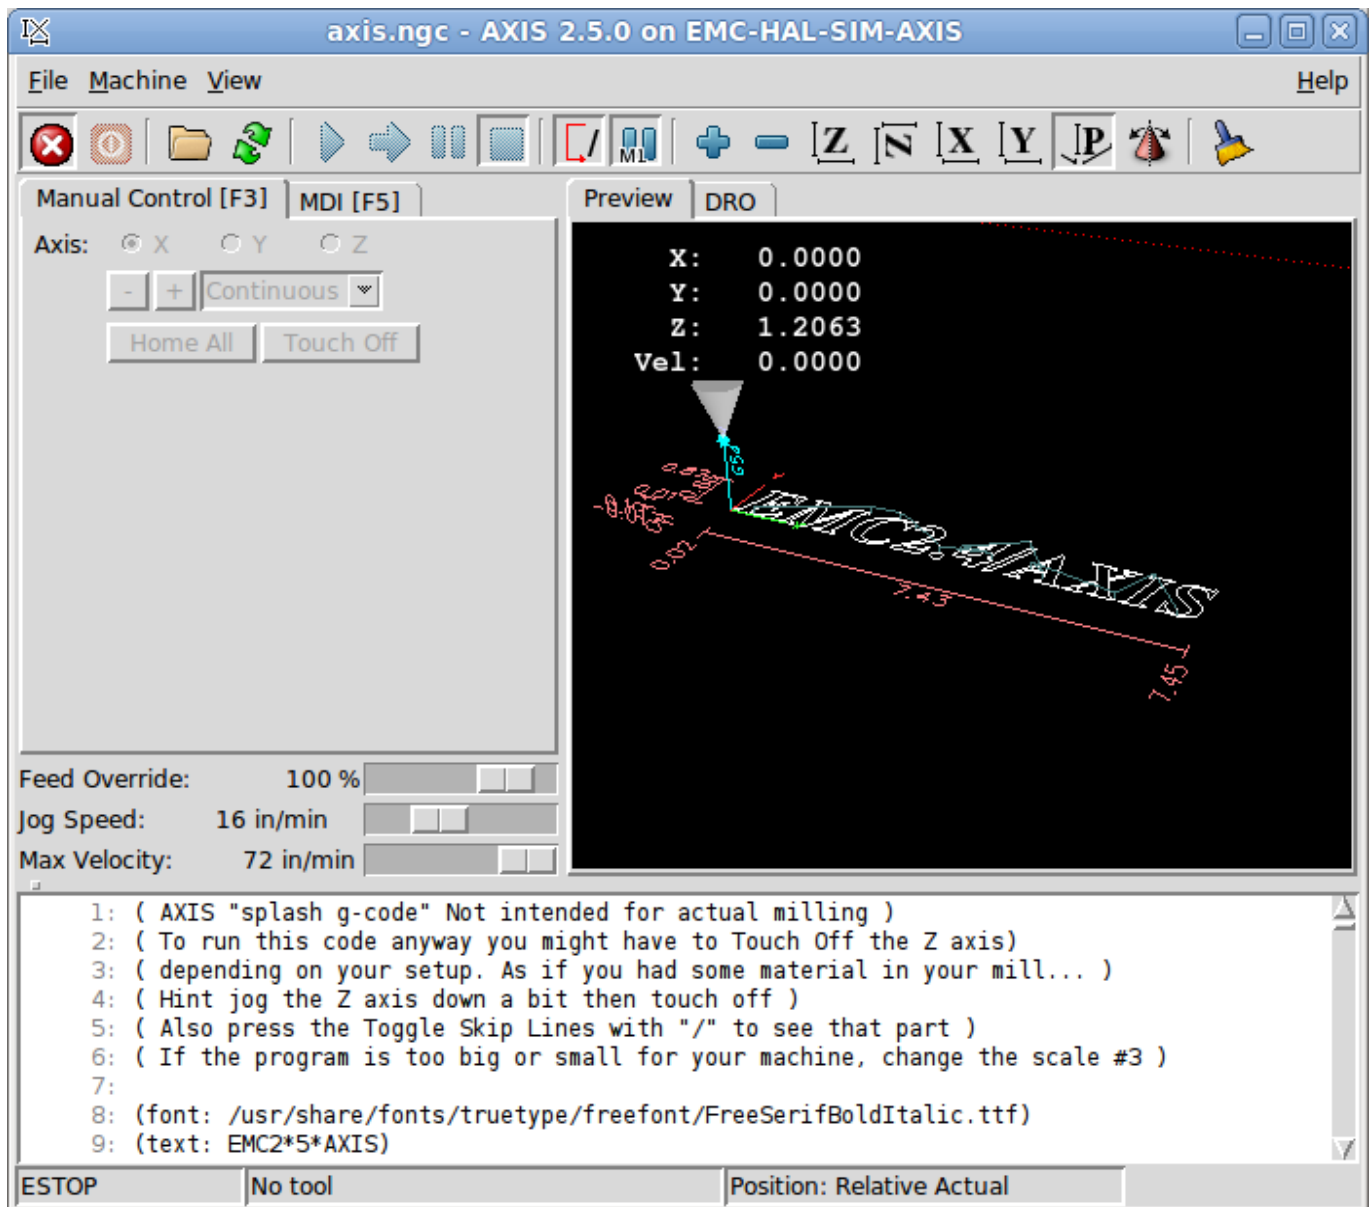 axis.ngc - AXIS 2.5.0 on EMC-HAL-SIM-AXIS
File Machine View Help
M1 Z N X Y P
Manual Control [F3] MDI [F5]
Preview DRO
Axis: X Y Z
- + Continuous
Home All Touch Off
X: 0.0000
Y: 0.0000
Z: 1.2063
Vel: 0.0000
G54
EMC2.4/AXIS
0.02
7.43
7.45
Feed Override: 100 %
Jog Speed: 16 in/min
Max Velocity: 72 in/min
1: ( AXIS "splash g-code" Not intended for actual milling )
2: ( To run this code anyway you might have to Touch Off the Z axis)
3: ( depending on your setup. As if you had some material in your mill... )
4: ( Hint jog the Z axis down a bit then touch off )
5: ( Also press the Toggle Skip Lines with "/" to see that part )
6: ( If the program is too big or small for your machine, change the scale #3 )
7:
8: (font: /usr/share/fonts/truetype/freefont/FreeSerifBoldItalic.ttf)
9: (text: EMC2*5*AXIS)
ESTOP No tool Position: Relative Actual